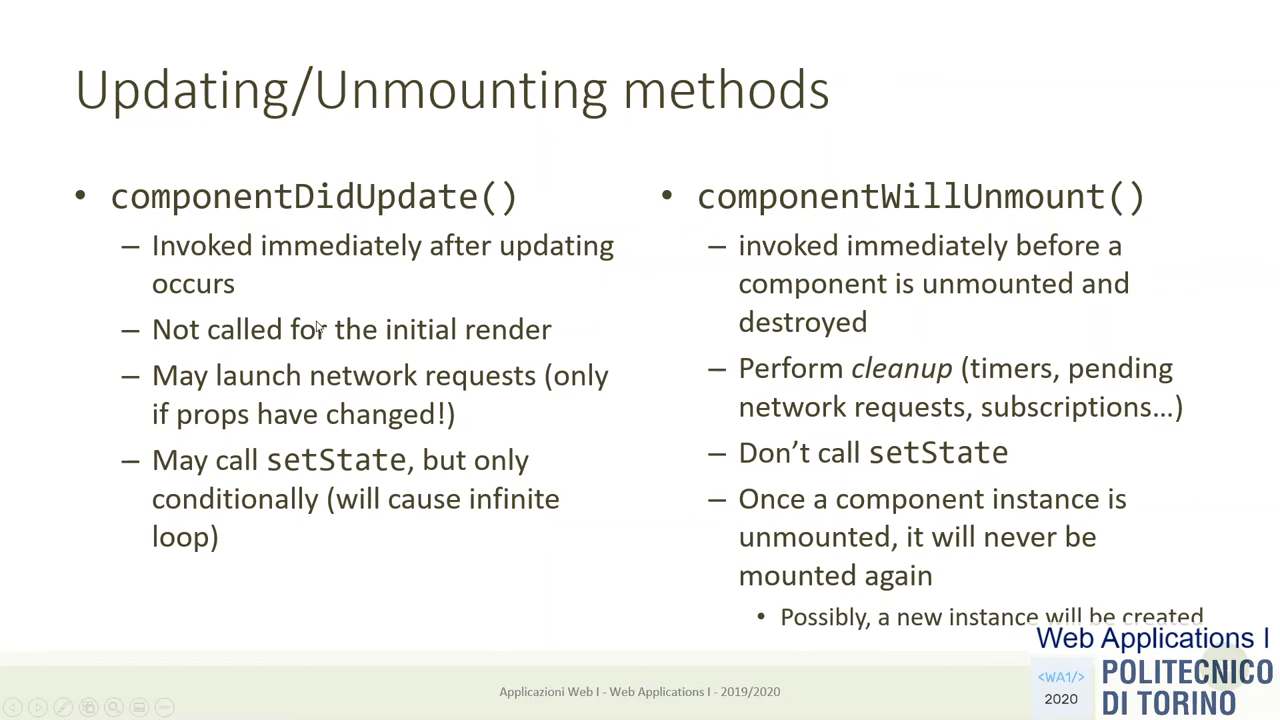 Updating/Unmounting methods
• componentDidUpdate()
– Invoked immediately after updating
occurs
– Not called for the initial render
– May launch network requests (only
if props have changed!)
– May call setState, but only
conditionally (will cause infinite
loop)
• componentWillUnmount()
– invoked immediately before a
component is unmounted and
destroyed
– Perform cleanup (timers, pending
network requests, subscriptions…)
– Don’t call setState
– Once a component instance is
unmounted, it will never be
mounted again
• Possibly, a new instance will be created
Applicazioni Web I - Web Applications I - 2019/2020
Web Applications I
<WA1/>
2020
POLITECNICO
DI TORINO